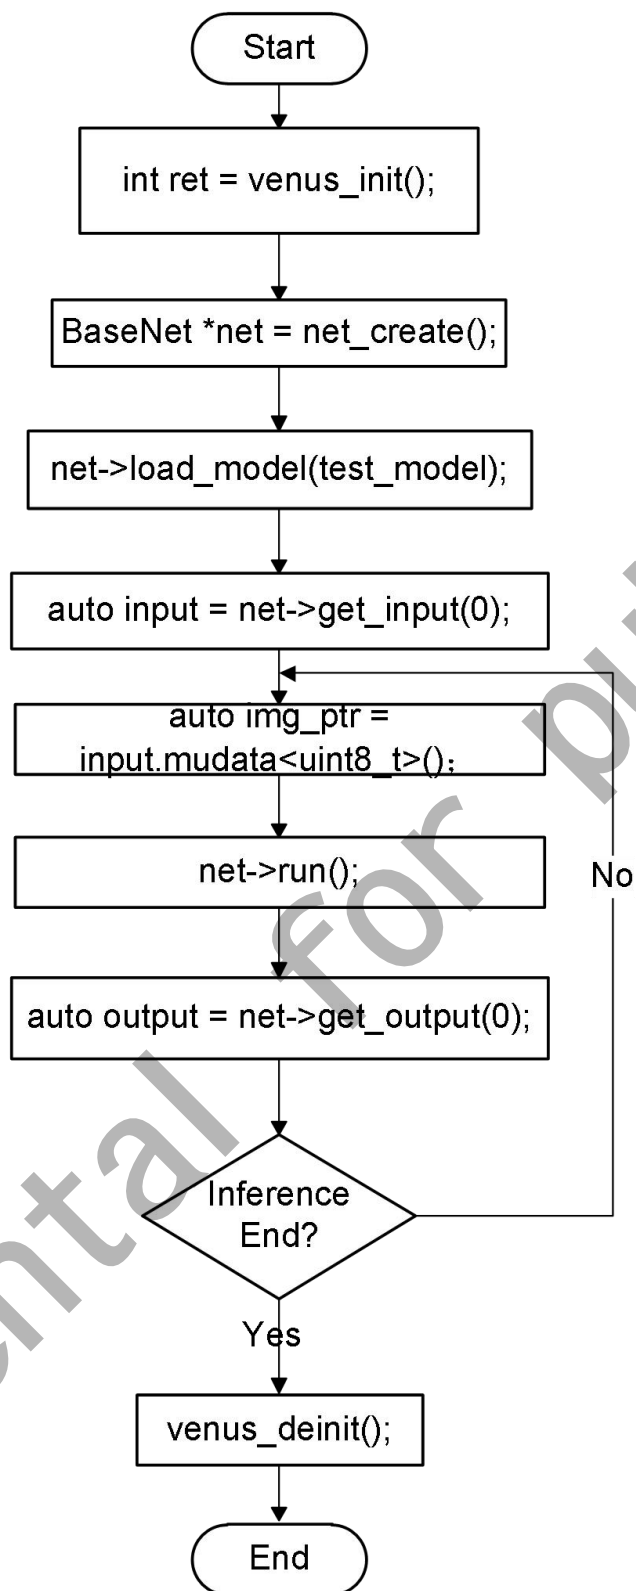 Start
int ret = venus_init();
BaseNet *net = net_create();
net->load_model(test_model);
auto input = net->get_input(0);
auto img_ptr =
input.mudata<uint8_t>()；
net->run();
No
auto output = net->get_output(0);
Inference
End?
Yes
venus_deinit();
End
for